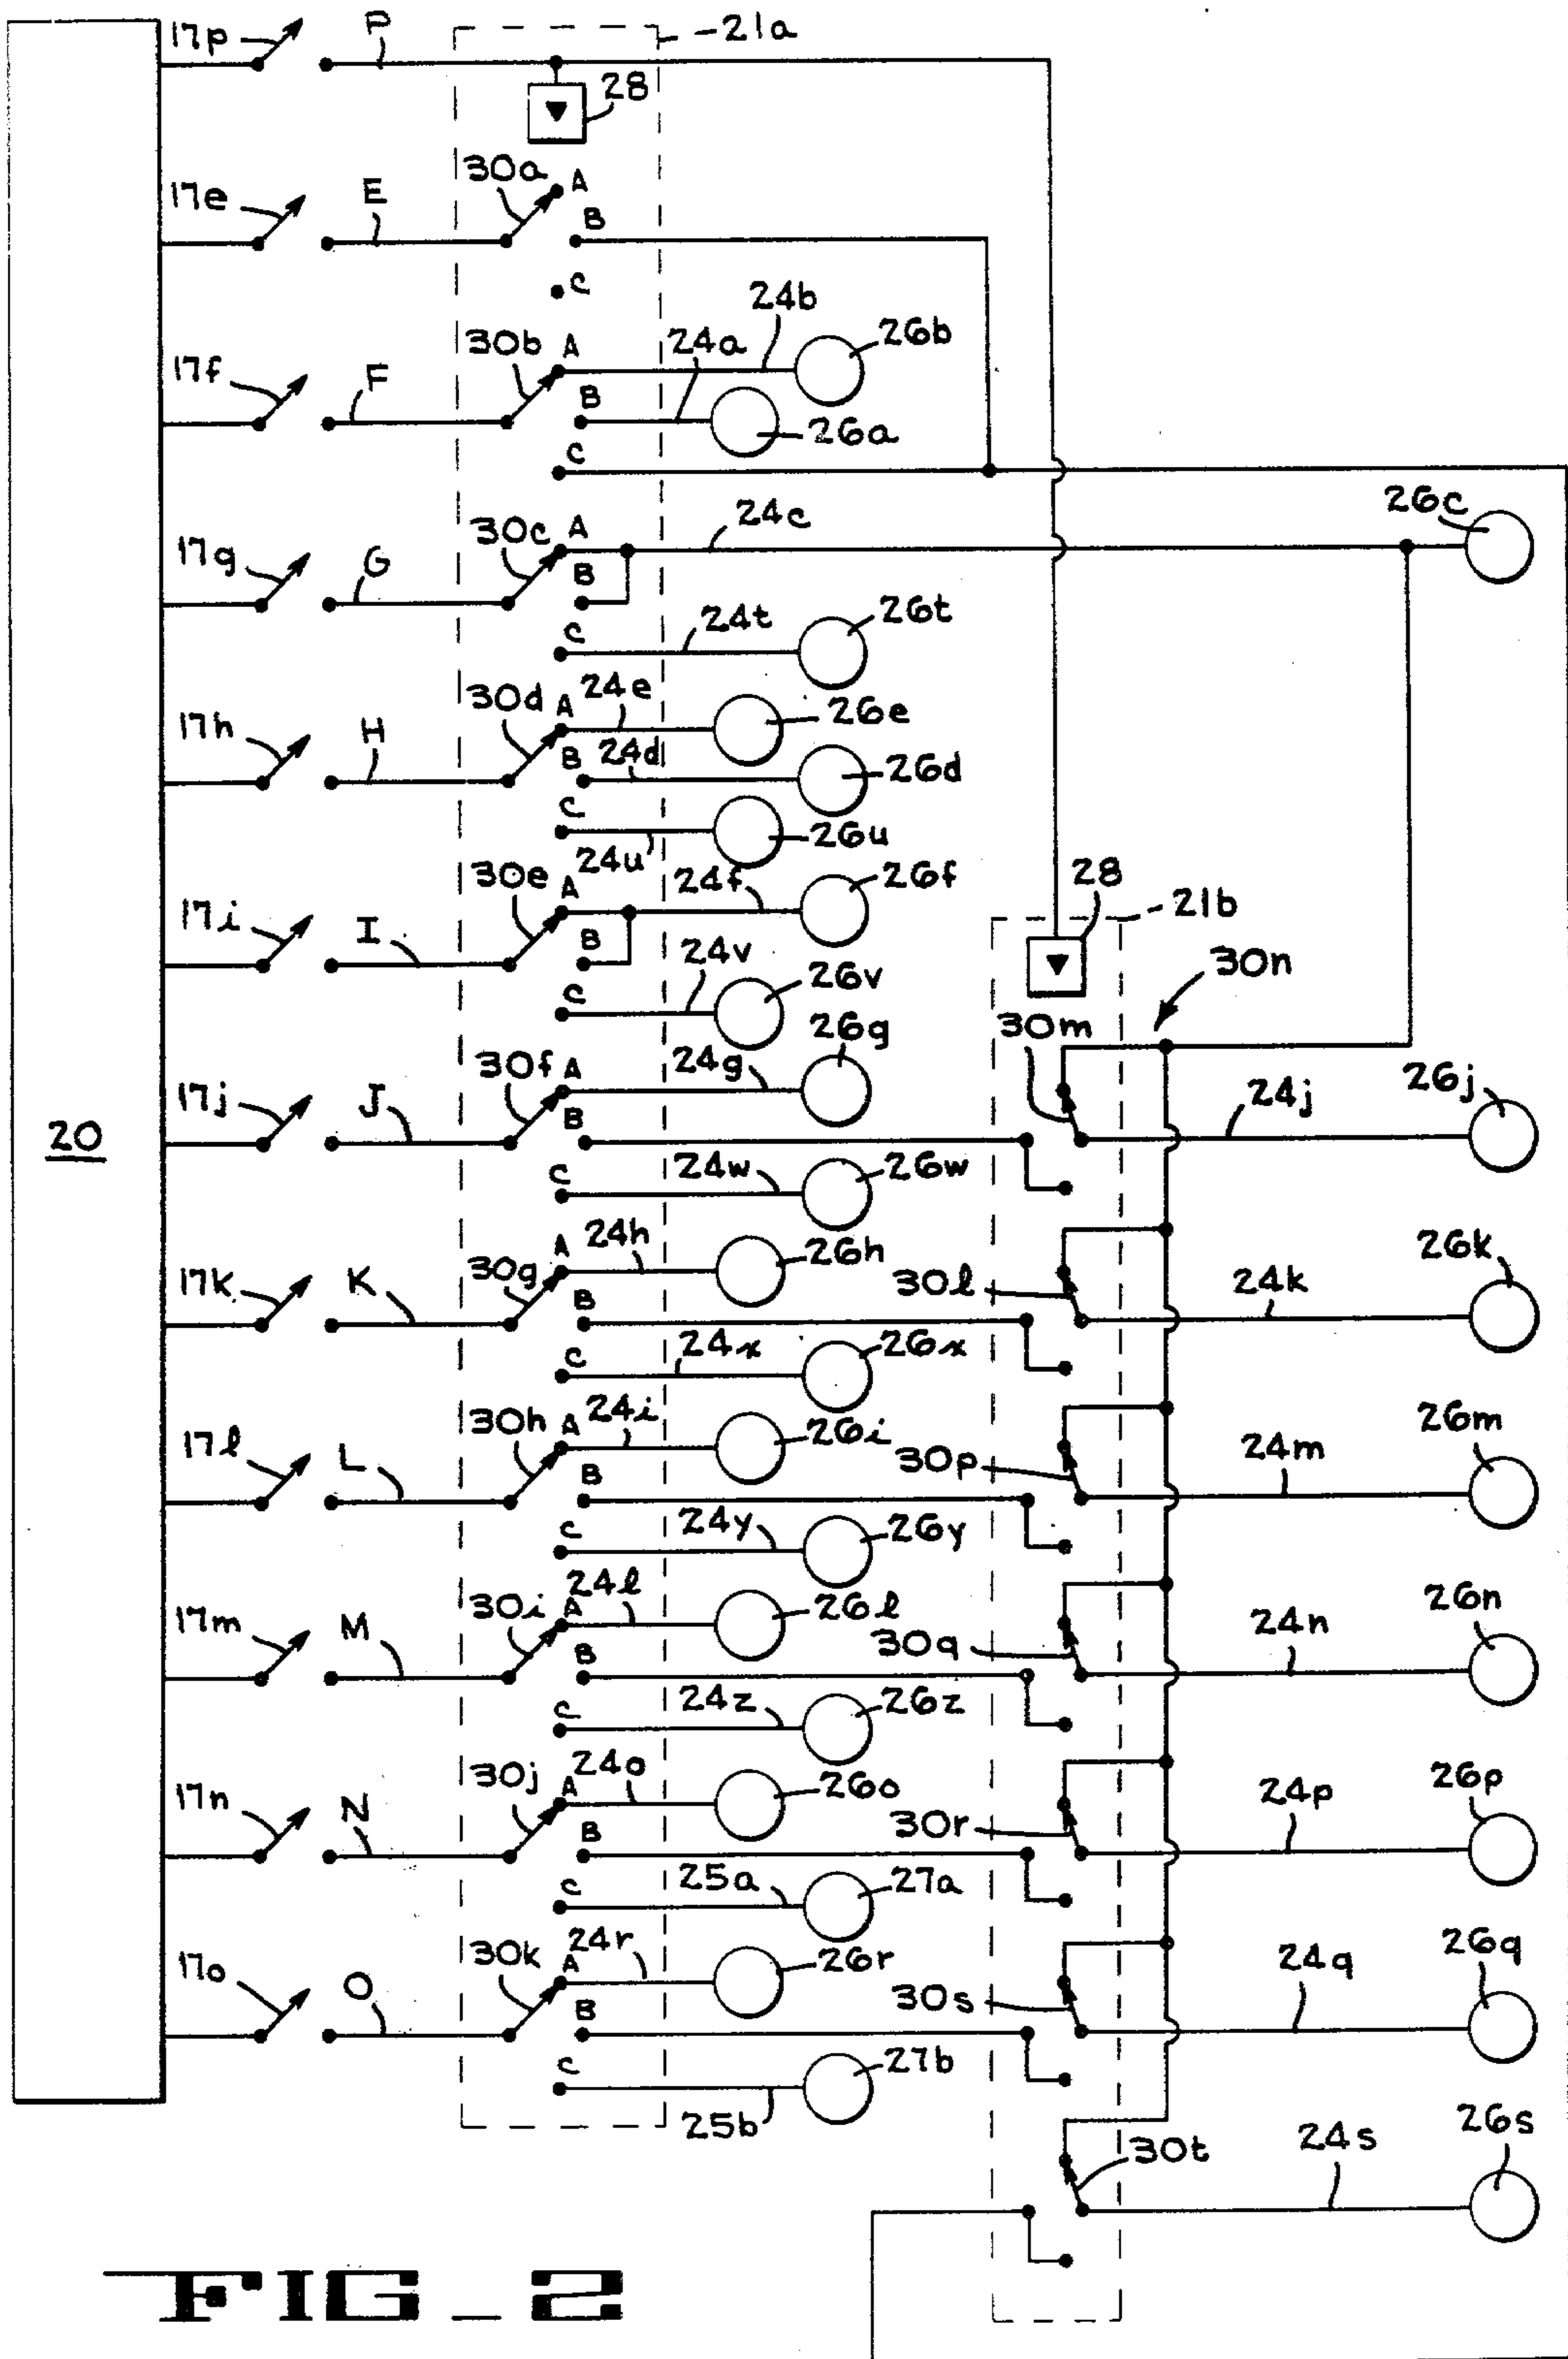 17p P 21a
28
17e E 30a A
B
C
24b
17f F 30b A 24a 26b
B 26a
C
17g G 30c A 24c 26c
B
C 24t 26t
17h H 30d A 24e 26e
B 24d 26d
C 24u 26u
17i I 30e A 24f 26f
B
C 24v 26v
28 21b
30n
17j J 30f A 24g 26g
B 30m 24j 26j
20
C 24w 26w
17k K 30g A 24h 26h
B 30l 24k 26k
C 24x 26x
17l L 30h A 24i 26i
B 30p 24m 26m
C 24y 26y
17m M 30i A 24l 26l
B 30q 24n 26n
C 24z 26z
17n N 30j A 24o 26o
B 30r 24p 26p
C 25a 27a
17o O 30k A 24r 26r
B 30s 24q 26q
C 25b 27b
30t 24s 26s
FIG_2